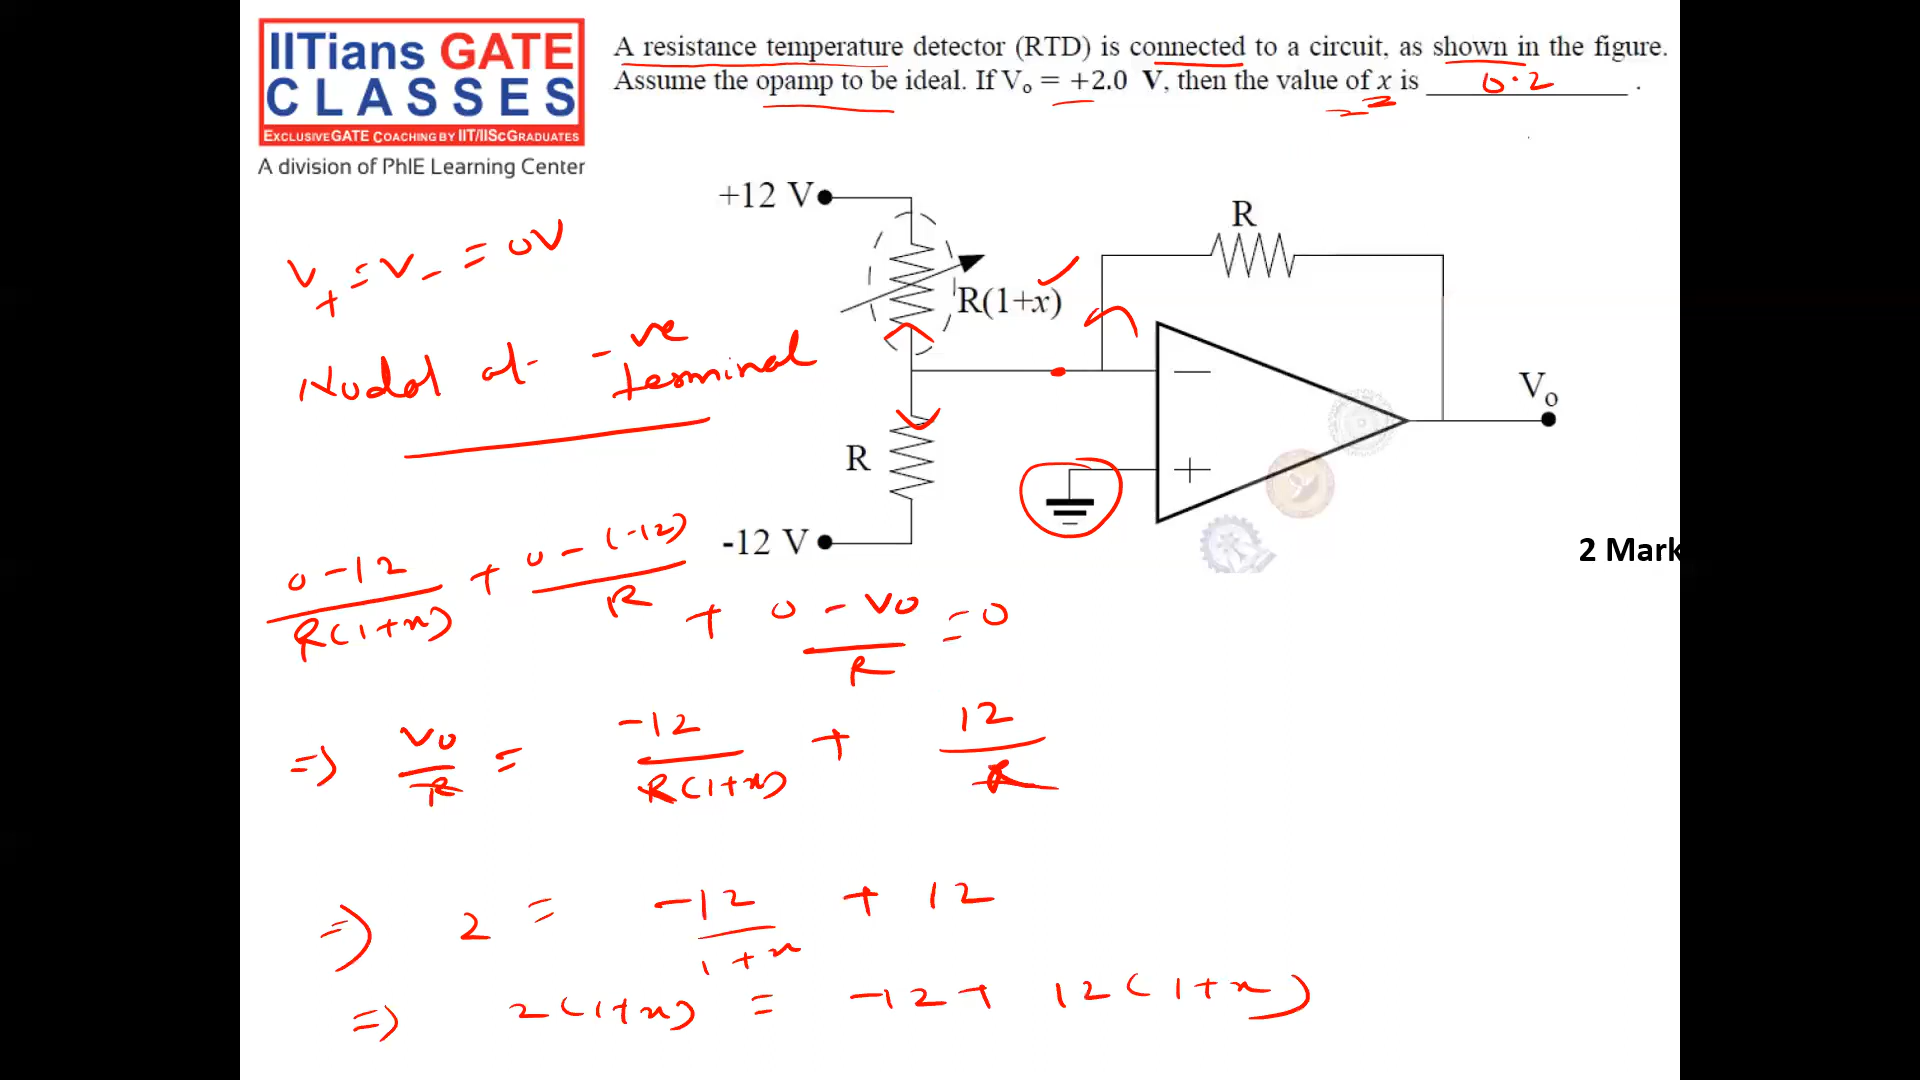 IITians GATE
CLASSES
EXCLUSIVE GATE COACHING BY IIT/IISc GRADUATES
A division of PhIE Learning Center
A resistance temperature detector (RTD) is connected to a circuit, as shown in the figure.
Assume the opamp to be ideal. If Vₒ = +2.0 V, then the value of x is 0.2 .
+12 V
R(1+x)
R
-12 V
R
−
+
Vₒ
2 Mark
V₊ = V₋ = 0V
Nodal at -ve
terminal
0-12/R(1+x) + 0-(-12)/R + 0-V0/R = 0
=> V0/R = -12/R(1+x) + 12/R
=> 2 = -12/1+x + 12
=> 2(1+x) = -12+ 12(1+x)